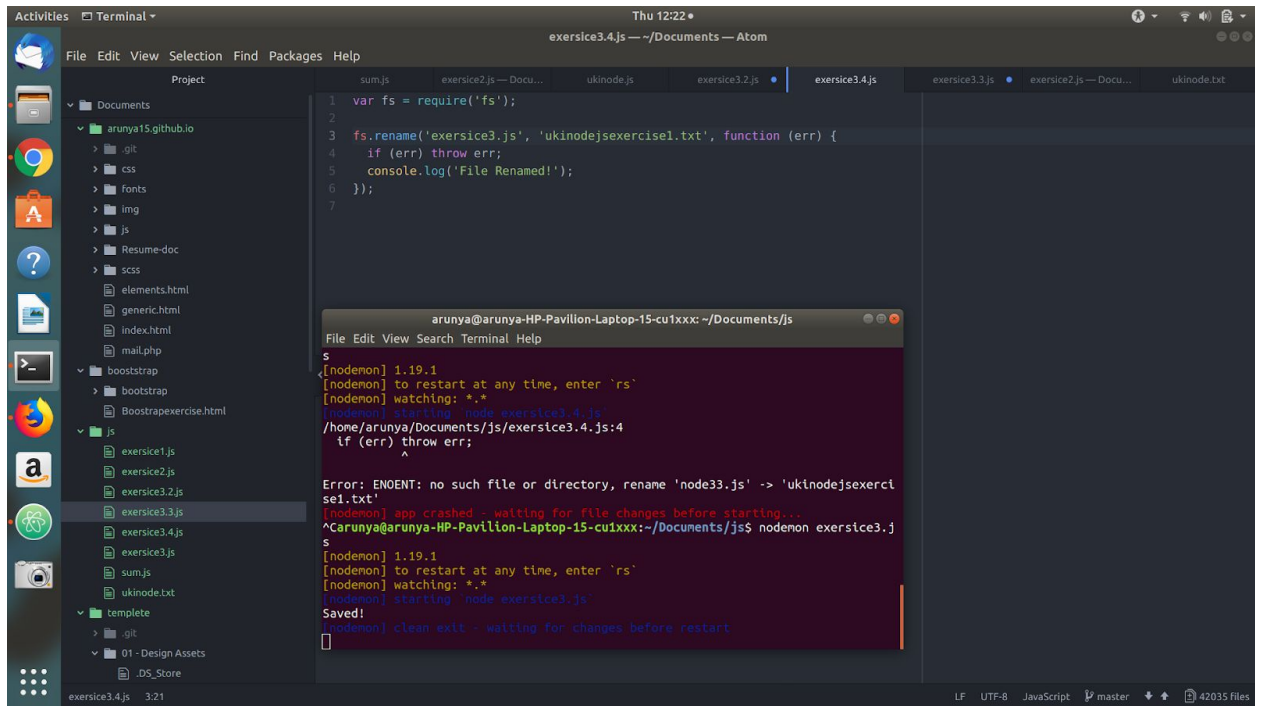 Activities Terminal Thu 12:22
exersice3.4.js — ~/Documents — Atom
File Edit View Selection Find Packages Help
Project
sum.js exersice2.js — Docu... ukinode.js exersice3.2.js exersice3.4.js exersice3.3.js exersice2.js — Docu... ukinode.txt
Documents
arunya15.github.io
.git
css
fonts
img
js
Resume-doc
scss
elements.html
generic.html
index.html
mail.php
booststrap
bootstrap
Boostrapexercise.html
js
exersice1.js
exersice2.js
exersice3.2.js
exersice3.3.js
exersice3.4.js
exersice3.js
sum.js
ukinode.txt
templete
.git
01 - Design Assets
.DS_Store
1 var fs = require('fs');
2
3 fs.rename('exersice3.js', 'ukinodejsexercise1.txt', function (err) {
4 if (err) throw err;
5 console.log('File Renamed!');
6 });
7
arunya@arunya-HP-Pavilion-Laptop-15-cu1xxx: ~/Documents/js
File Edit View Search Terminal Help
s
[nodemon] 1.19.1
[nodemon] to restart at any time, enter `rs`
[nodemon] watching: *.*
[nodemon] starting `node exersice3.4.js`
/home/arunya/Documents/js/exersice3.4.js:4
if (err) throw err;
^
Error: ENOENT: no such file or directory, rename 'node33.js' -> 'ukinodejsexerci
se1.txt'
[nodemon] app crashed - waiting for file changes before starting...
^Carunya@arunya-HP-Pavilion-Laptop-15-cu1xxx:~/Documents/js$ nodemon exersice3.j
s
[nodemon] 1.19.1
[nodemon] to restart at any time, enter `rs`
[nodemon] watching: *.*
[nodemon] starting `node exersice3.js`
Saved!
[nodemon] clean exit - waiting for changes before restart
exersice3.4.js 3:21 LF UTF-8 JavaScript master 42035 files